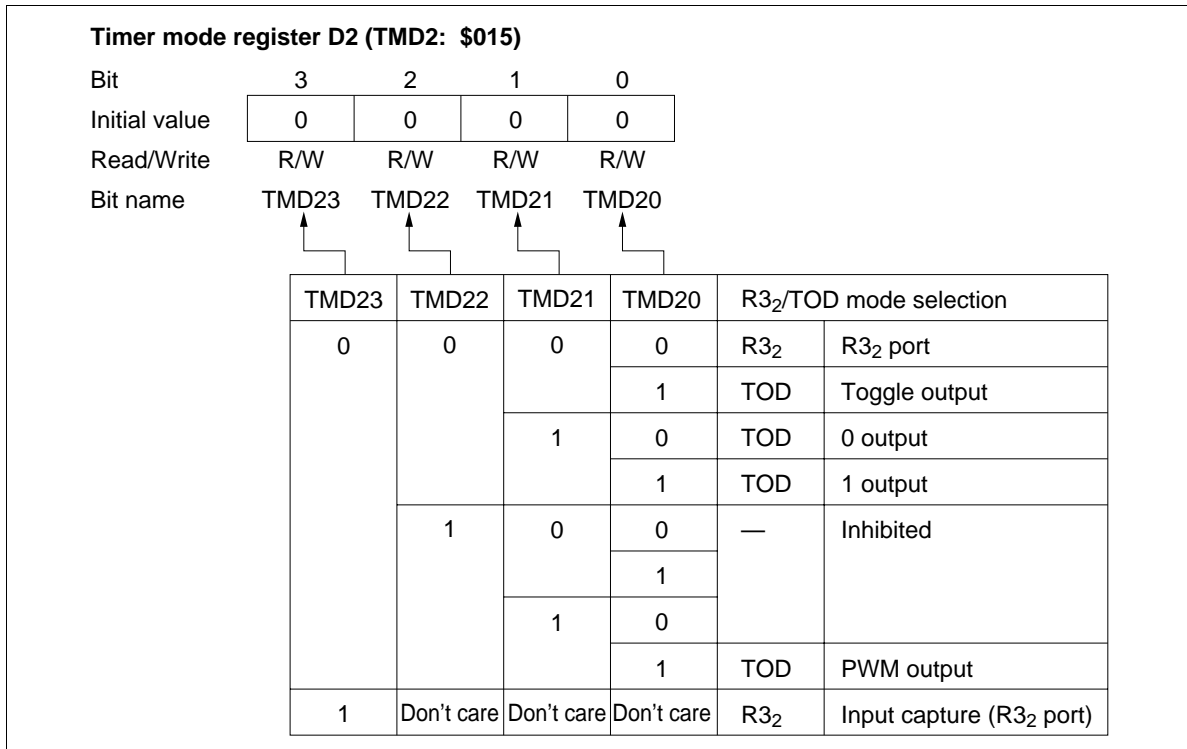 Timer mode register D2 (TMD2: $015)
Bit 3 2 1 0
Initial value 0 0 0 0
Read/Write R/W R/W R/W R/W
Bit name TMD23 TMD22 TMD21 TMD20
TMD23 TMD22 TMD21 TMD20 R3₂/TOD mode selection
0 0 0 0 R3₂ R3₂ port
1 TOD Toggle output
1 0 TOD 0 output
1 TOD 1 output
1 0 0 — Inhibited
1
1 0
1 TOD PWM output
1 Don't care Don't care Don't care R3₂ Input capture (R3₂ port)